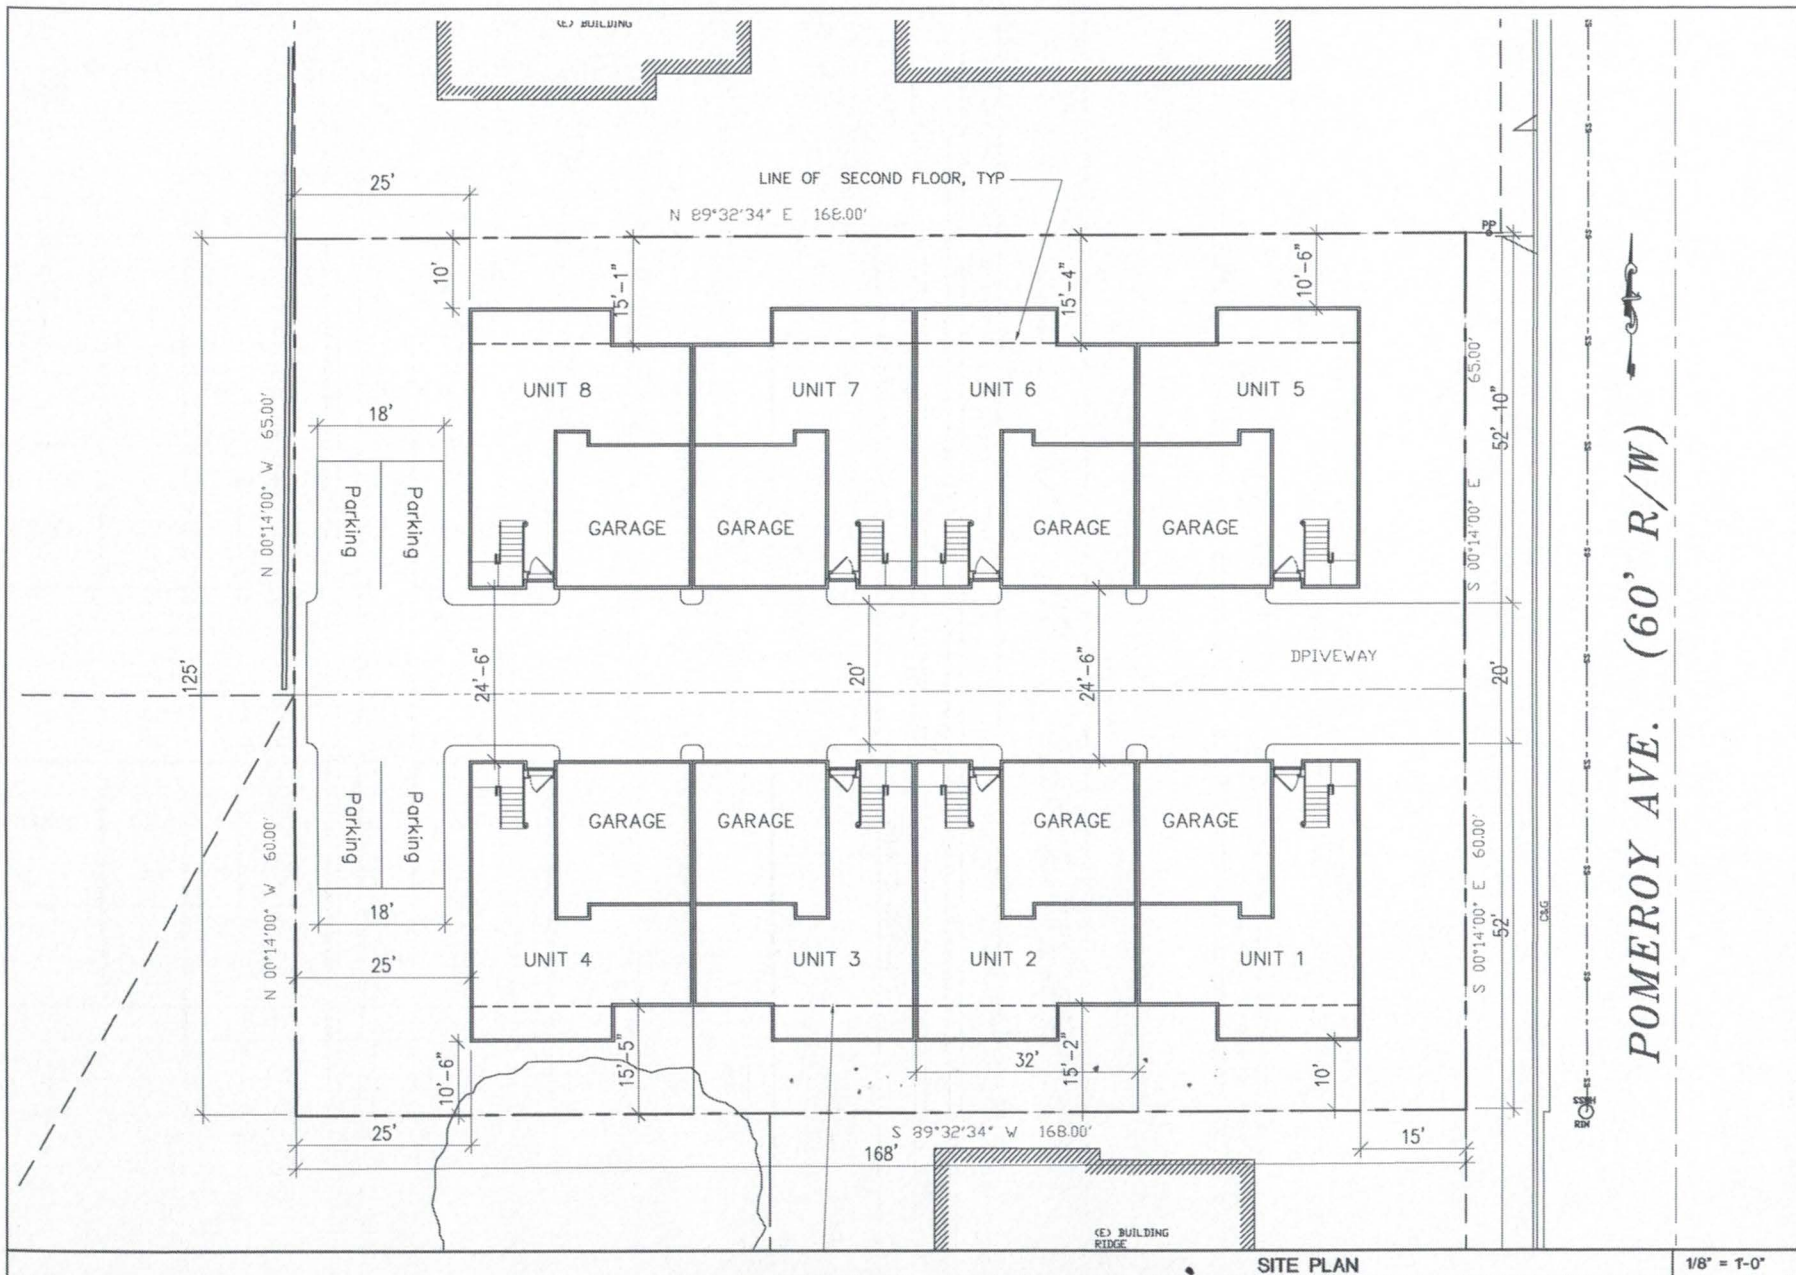 (E) BUILDING
LINE OF SECOND FLOOR, TYP
25'
N 89°32'34" E 168.00'
PP
10'
15'-1"
15'-4"
10'-6"
65.00'
UNIT 8
UNIT 7
UNIT 6
UNIT 5
18'
N 00°14'00" W 65.00'
52'-10"
Parking
Parking
GARAGE
GARAGE
GARAGE
GARAGE
S 00°14'00" E
POMEROY AVE. (60' R/W)
125'
24'-6"
20'
24'-6"
DPIVEWAY
20'
Parking
Parking
GARAGE
GARAGE
GARAGE
GARAGE
N 00°14'00" W 60.00'
S 00°14'00" E 60.00'
18'
52'
C&G
25'
UNIT 4
UNIT 3
UNIT 2
UNIT 1
10'-6"
15'-5"
32'
15'-2"
10'
SSMH
RIM
25'
S 89°32'34" W 168.00'
168'
15'
(E) BUILDING
RIDGE
SITE PLAN
1/8" = 1'-0"